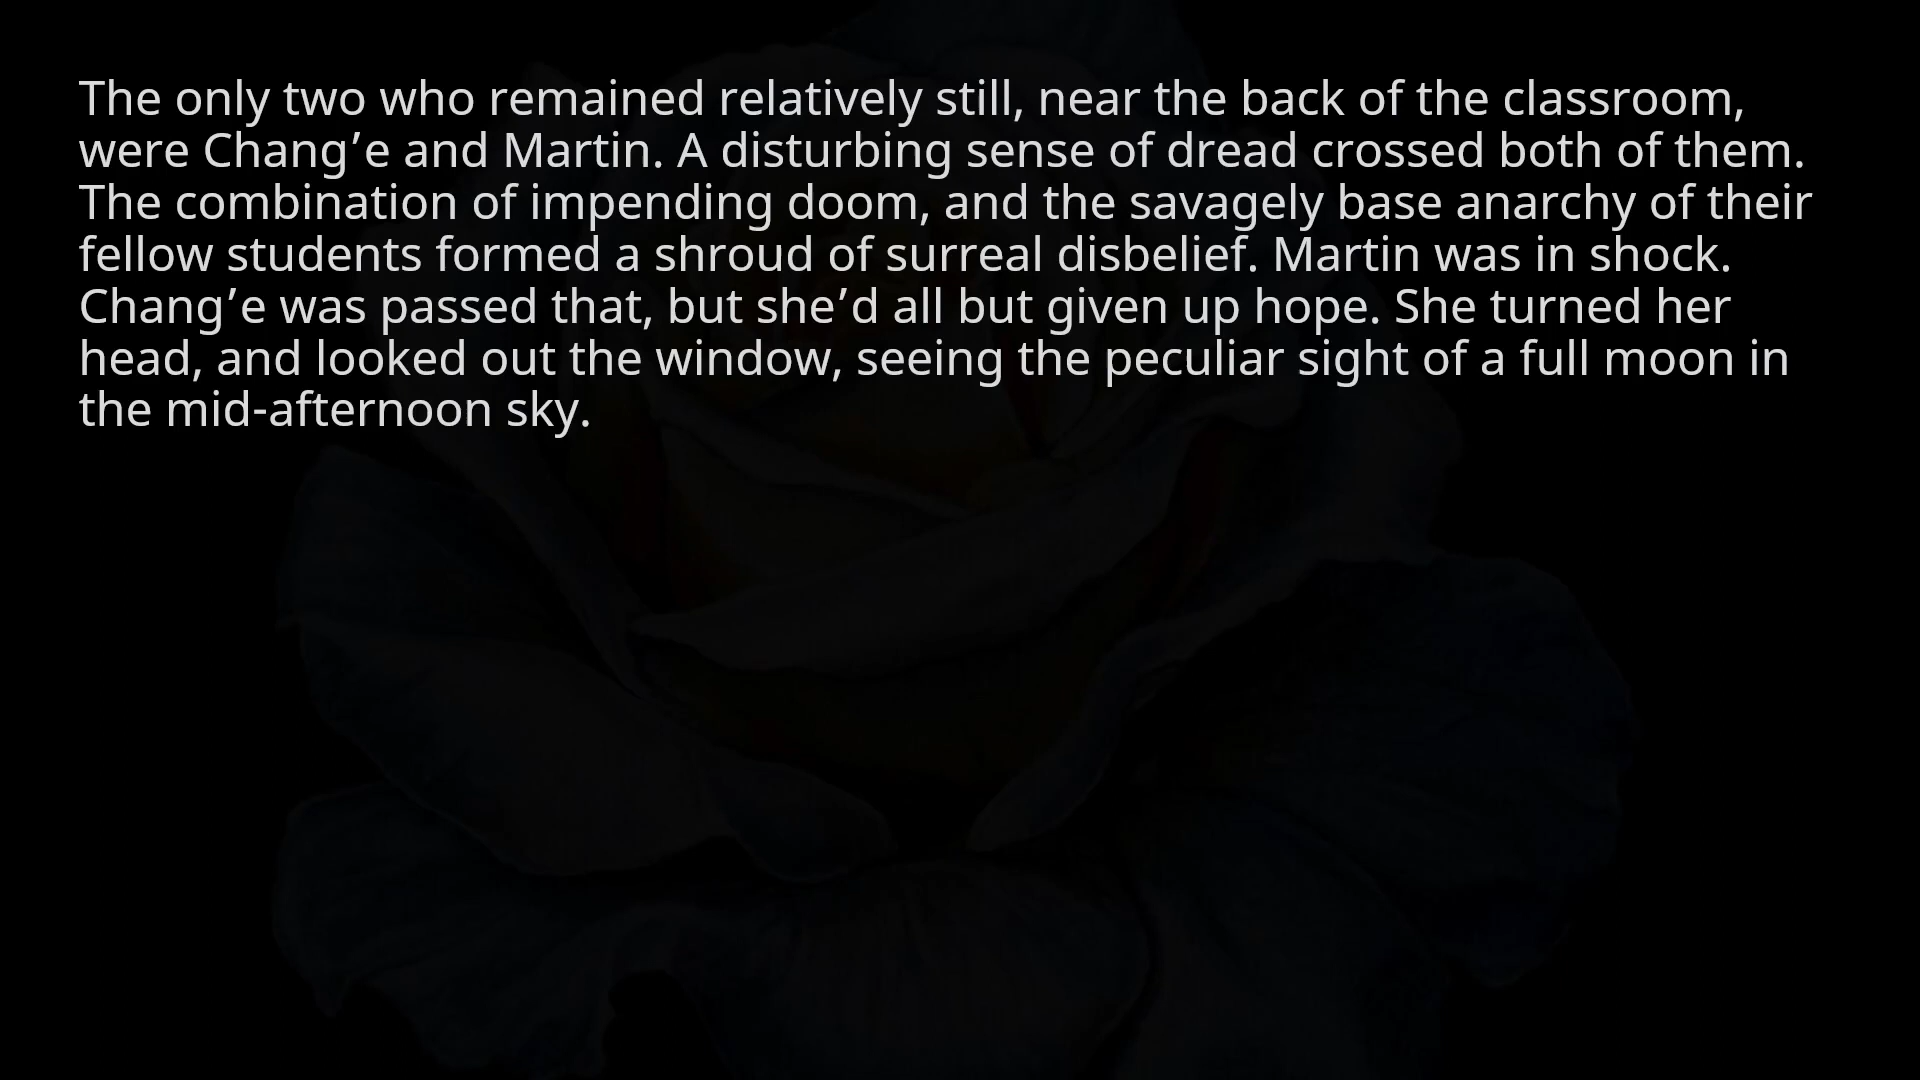 The only two who remained relatively still, near the back of the classroom,
were Chang’e and Martin. A disturbing sense of dread crossed both of them.
The combination of impending doom, and the savagely base anarchy of their
fellow students formed a shroud of surreal disbelief. Martin was in shock.
Chang’e was passed that, but she’d all but given up hope. She turned her
head, and looked out the window, seeing the peculiar sight of a full moon in
the mid-afternoon sky.